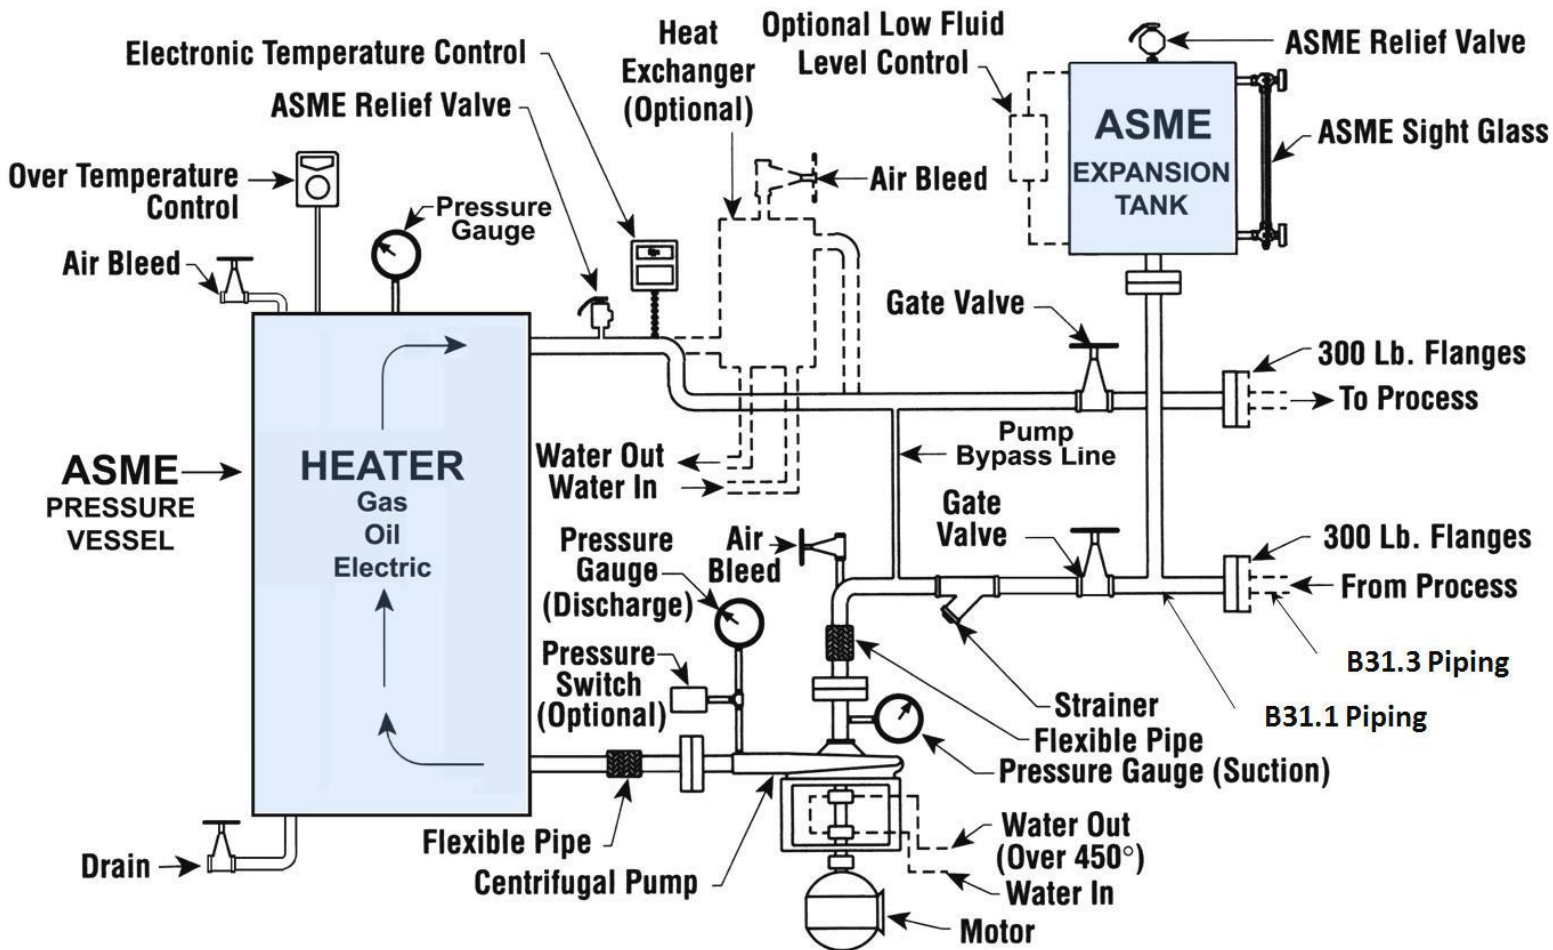 Electronic Temperature Control
ASME Relief Valve
Heat
Exchanger
(Optional)
Optional Low Fluid
Level Control
ASME Relief Valve
ASME Sight Glass
ASME
EXPANSION
TANK
Over Temperature
Control
Pressure
Gauge
Air Bleed
Air Bleed
Gate Valve
300 Lb. Flanges
To Process
Pump
Bypass Line
Water Out
Water In
ASME
PRESSURE
VESSEL
HEATER
Gas
Oil
Electric
Pressure
Gauge
(Discharge)
Air
Bleed
Gate
Valve
300 Lb. Flanges
From Process
Pressure
Switch
(Optional)
B31.3 Piping
B31.1 Piping
Strainer
Flexible Pipe
Pressure Gauge (Suction)
Drain
Flexible Pipe
Centrifugal Pump
Water Out
(Over 450°)
Water In
Motor